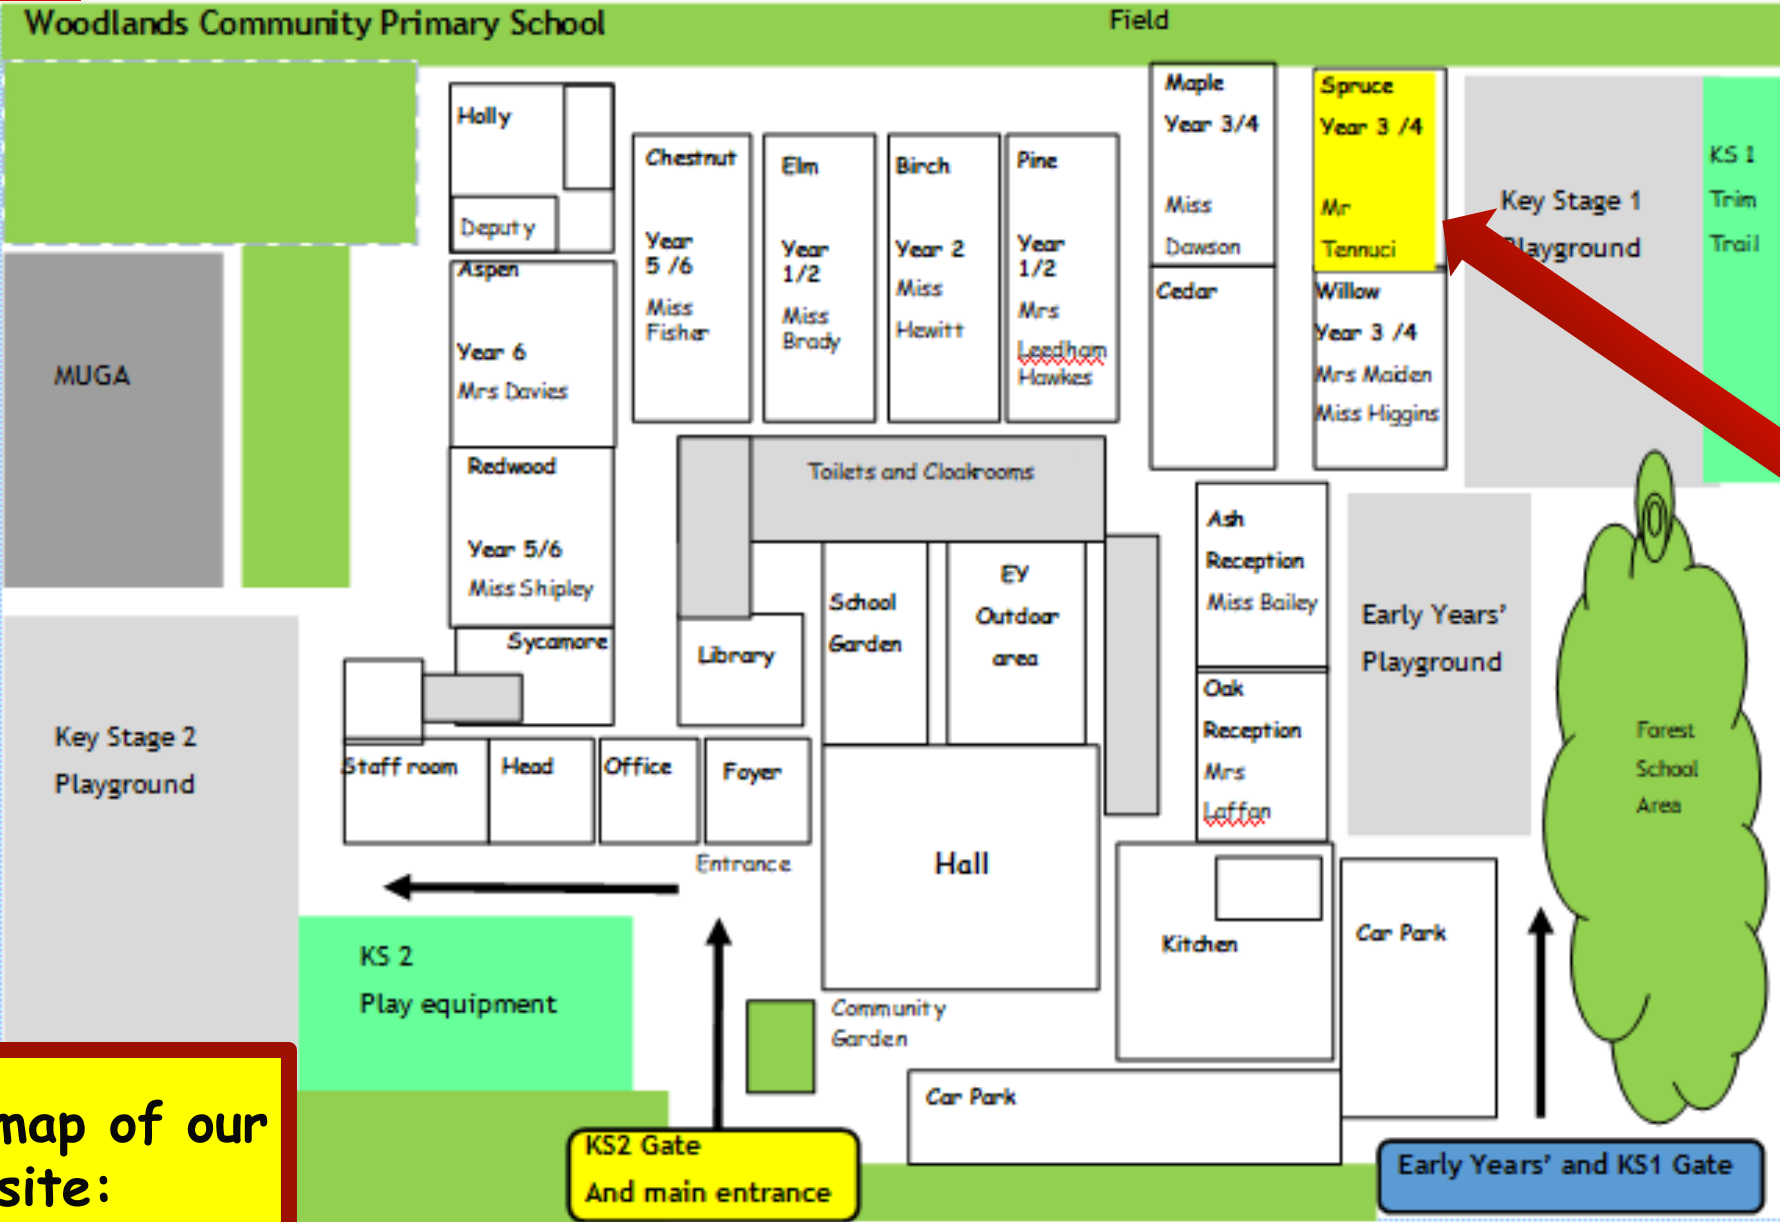 Woodlands Community Primary School
Field
Holly
Deputy
Aspen
Year 6
Mrs Davies
Redwood
Year 5/6
Miss Shipley
Sycamore
Chestnut
Year
5 /6
Miss
Fisher
Elm
Year
1/2
Miss
Brady
Birch
Year 2
Miss
Hewitt
Pine
Year
1/2
Mrs
Leedham
Hawkes
Maple
Year 3/4
Miss
Dawson
Cedar
Spruce
Year 3 /4
Mr
Tennuci
Willow
Year 3 /4
Mrs Maiden
Miss Higgins
Key Stage 1
Playground
KS 1
Trim
Trail
MUGA
Toilets and Cloakrooms
Library
School
Garden
EY
Outdoor
area
Ash
Reception
Miss Bailey
Oak
Reception
Mrs
Laffan
Early Years’
Playground
Forest
School
Area
Key Stage 2
Playground
Staff room
Head
Office
Foyer
Entrance
Hall
Kitchen
Car Park
KS 2
Play equipment
Community
Garden
Car Park
map of our
site:
KS2 Gate
And main entrance
Early Years’ and KS1 Gate